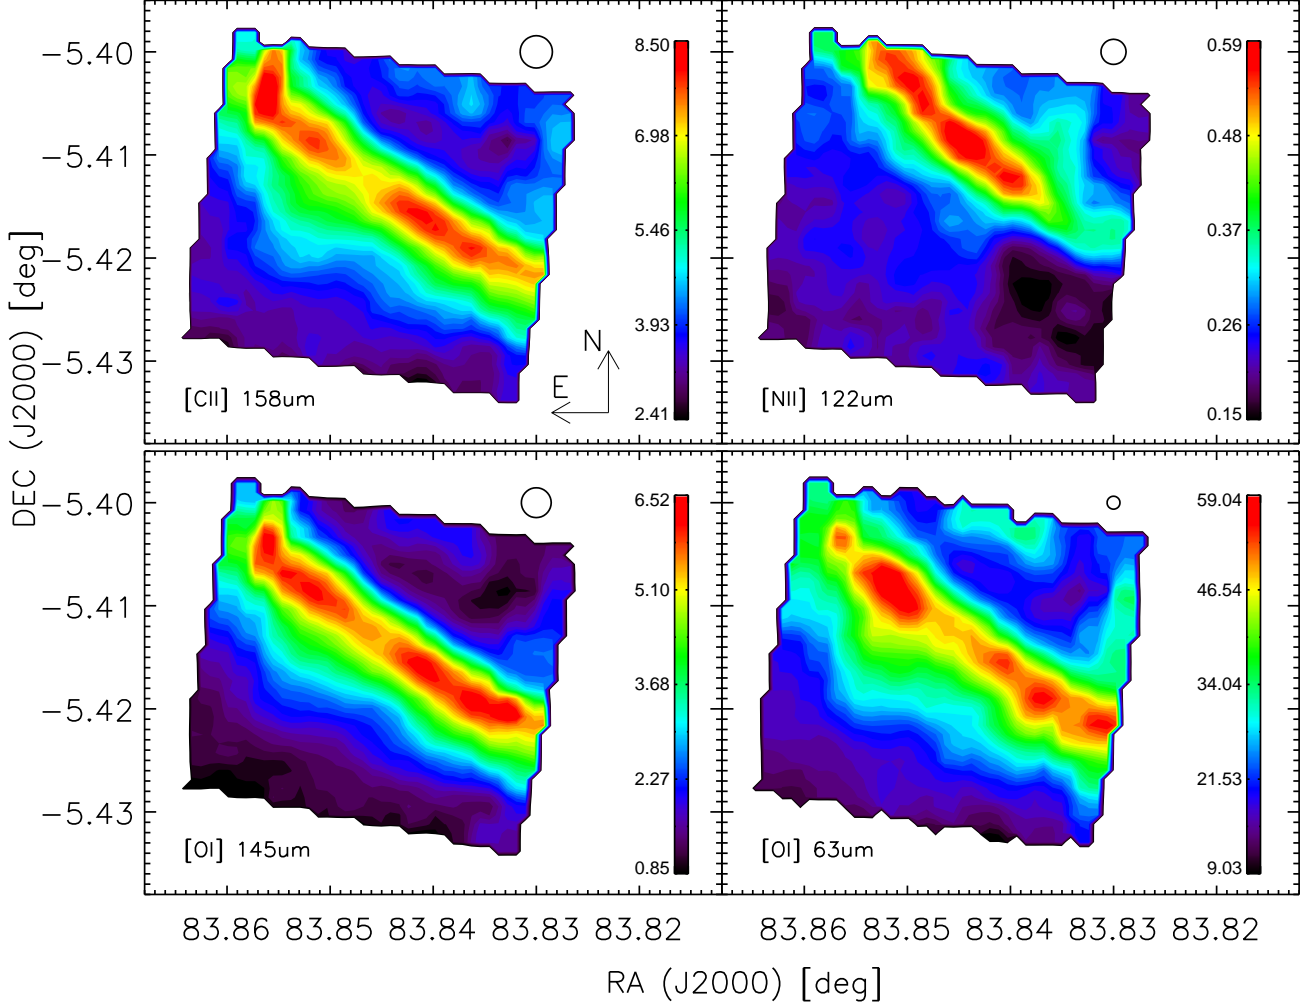 −5.40
−5.41
−5.42
−5.43
[CII] 158um
8.50
6.98
5.46
3.93
2.41
N
E
[NII] 122um
0.59
0.48
0.37
0.26
0.15
DEC (J2000) [deg]
−5.40
−5.41
−5.42
−5.43
[OI] 145um
6.52
5.10
3.68
2.27
0.85
[OI] 63um
59.04
46.54
34.04
21.53
9.03
83.86 83.85 83.84 83.83 83.82
83.86 83.85 83.84 83.83 83.82
RA (J2000) [deg]